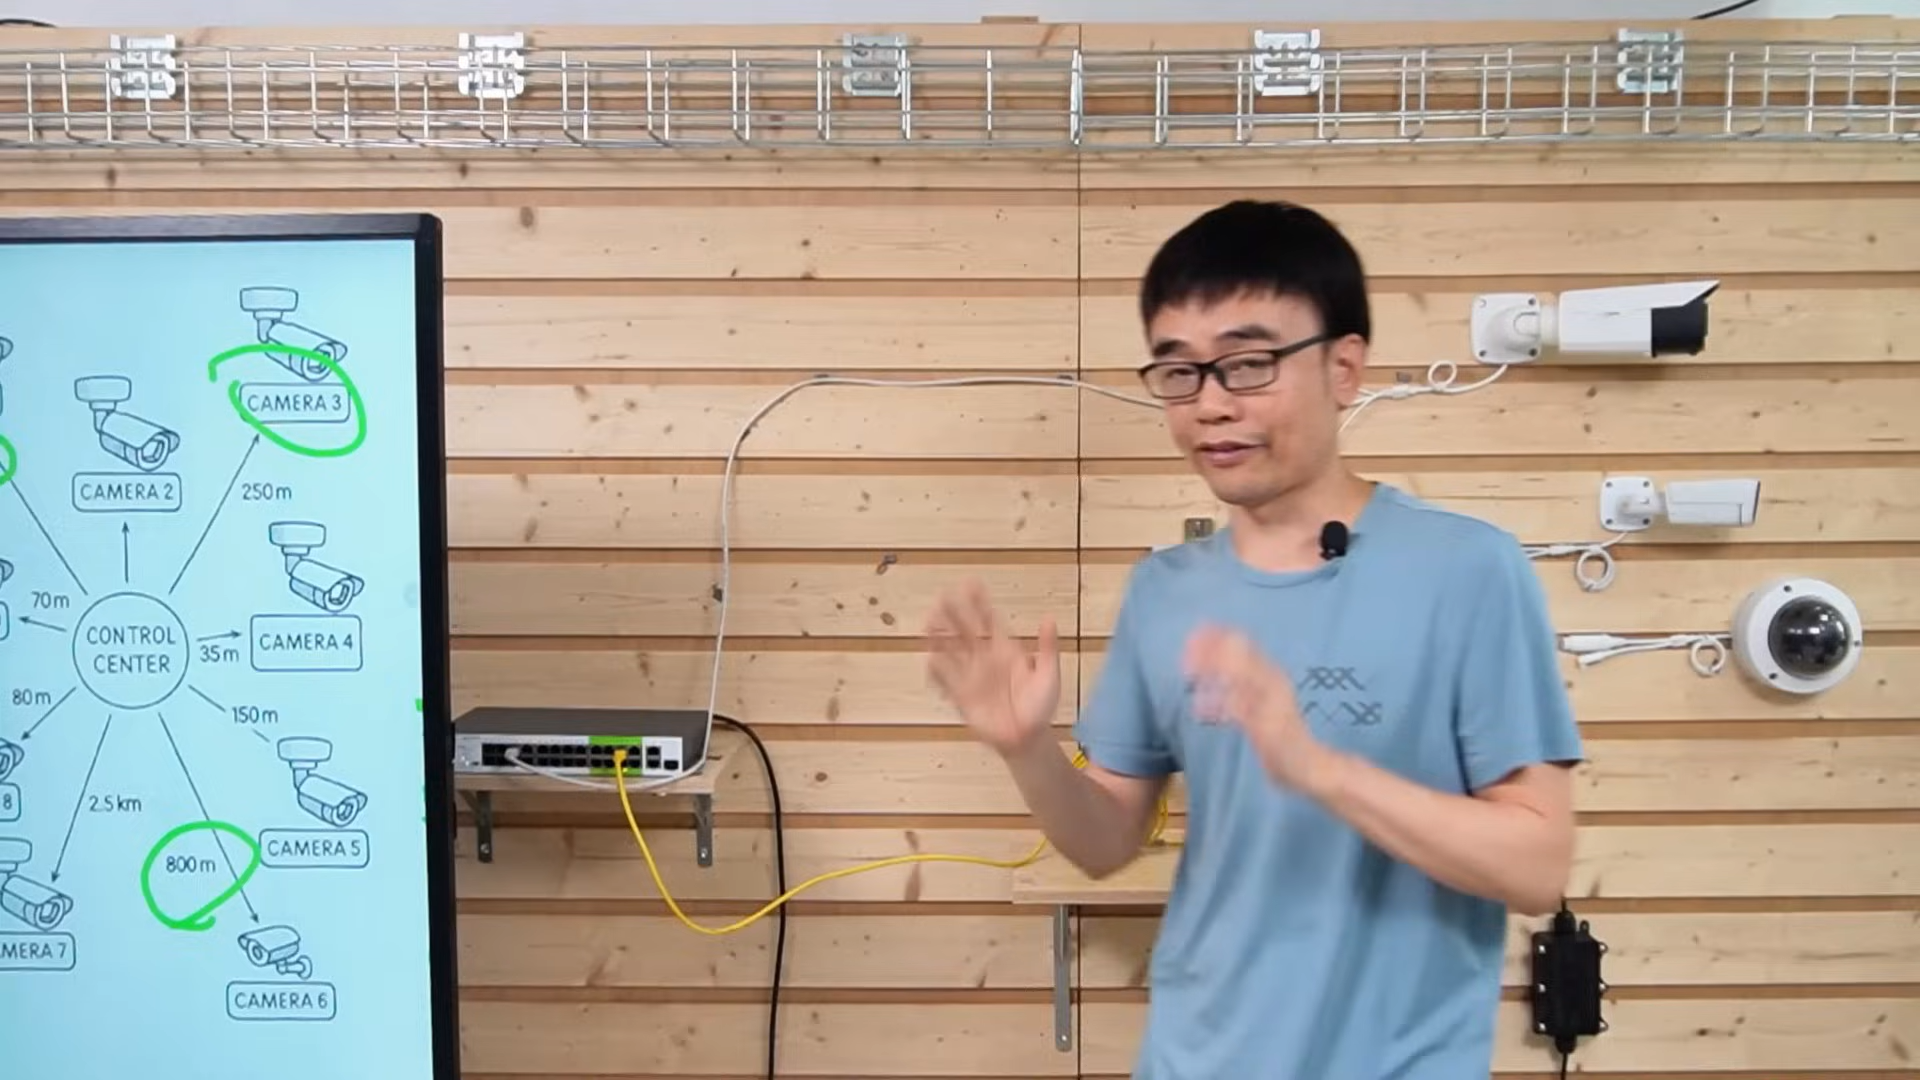 CAMERA 3
CAMERA 2
250m
70m
CONTROL
CENTER
35m
CAMERA 4
80m
150m
8
2.5km
CAMERA 5
800m
MERA 7
CAMERA 6